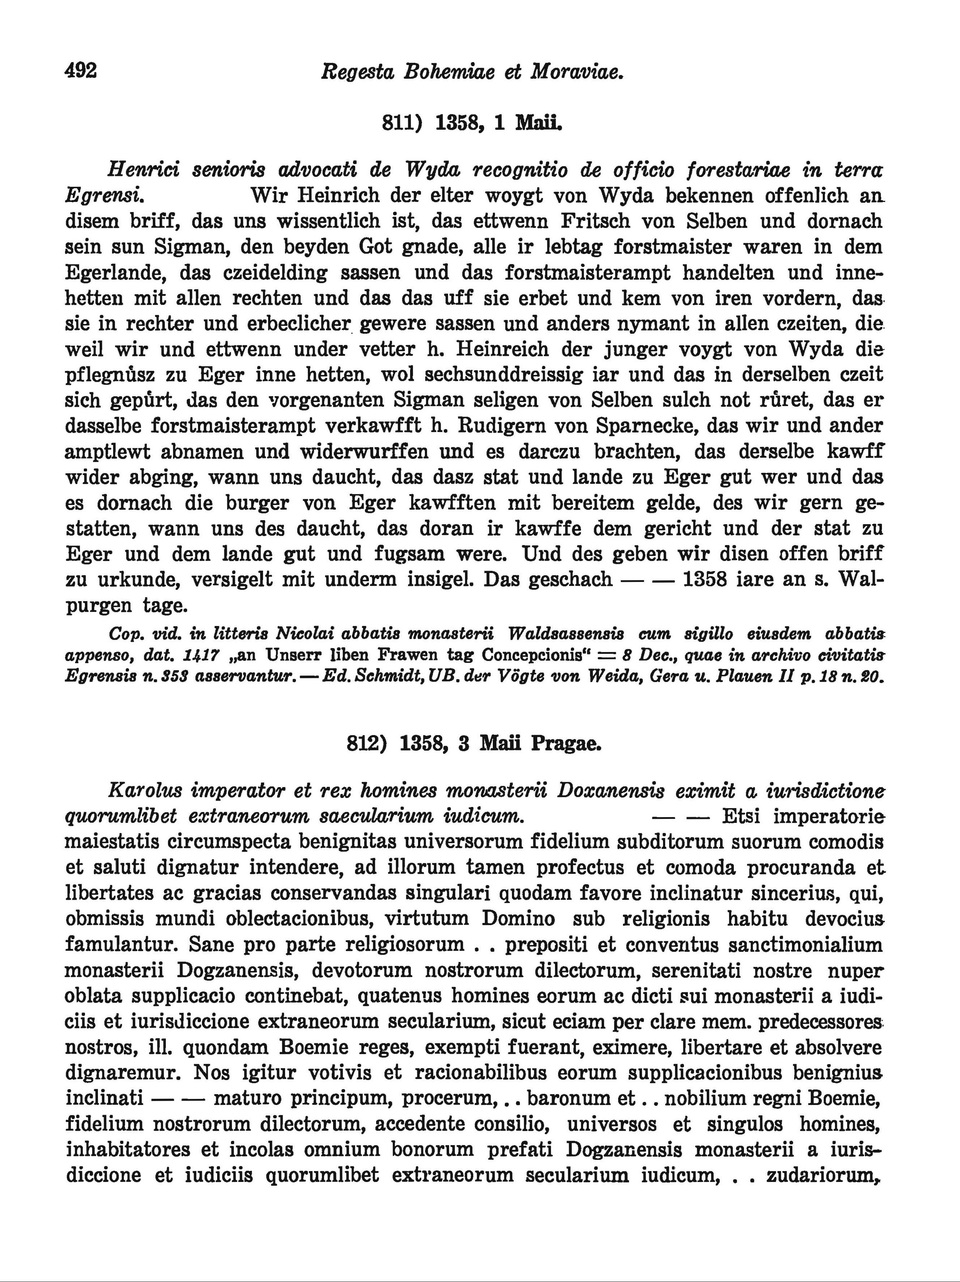 492 Regesta Bohemiae et Moraviae.
811) 1358, 1 Maii.
Henrici senioris advocati de Wyda recognitio de officio forestariae in terra
Egrensi. Wir Heinrich der elter woygt von Wyda bekennen offenlich an
disem briff, das uns wissentlich ist, das ettwenn Fritsch von Selben und dornach
sein sun Sigman, den beyden Got gnade, alle ir lebtag forstmaister waren in dem
Egerlande, das czeidelding sassen und das forstmaisterampt handelten und inne-
hetten mit allen rechten und das das uff sie erbet und kem von iren vordern, das
sie in rechter und erbeclicher gewere sassen und anders nymant in allen czeiten, die
weil wir und ettwenn under vetter h. Heinreich der junger voygt von Wyda die
pflegnůsz zu Eger inne hetten, wol sechsunddreissig iar und das in derselben czeit
sich gepůrt, das den vorgenanten Sigman seligen von Selben sulch not růret, das er
dasselbe forstmaisterampt verkawfft h. Rudigern von Sparnecke, das wir und ander
amptlewt abnamen und widerwurffen und es darczu brachten, das derselbe kawff
wider abging, wann uns daucht, das dasz stat und lande zu Eger gut wer und das
es dornach die burger von Eger kawfften mit bereitem gelde, des wir gern ge-
statten, wann uns des daucht, das doran ir kawffe dem gericht und der stat zu
Eger und dem lande gut und fugsam were. Und des geben wir disen offen briff
zu urkunde, versigelt mit underm insigel. Das geschach — — 1358 iare an s. Wal-
purgen tage.
Cop. vid. in litteris Nicolai abbatis monasterii Waldsassensis cum sigillo eiusdem abbatis
appenso, dat. 1417 „an Unserr liben Frawen tag Concepcionis“ = 8 Dec., quae in archivo civitatis
Egrensis n. 353 asservantur. — Ed. Schmidt, UB. der Vögte von Weida, Gera u. Plauen II p. 18 n. 20.
812) 1358, 3 Maii Pragae.
Karolus imperator et rex homines monasterii Doxanensis eximit a iurisdictione
quorumlibet extraneorum saecularium iudicum. — — Etsi imperatorie
maiestatis circumspecta benignitas universorum fidelium subditorum suorum comodis
et saluti dignatur intendere, ad illorum tamen profectus et comoda procuranda et
libertates ac gracias conservandas singulari quodam favore inclinatur sincerius, qui,
obmissis mundi oblectacionibus, virtutum Domino sub religionis habitu devocius
famulantur. Sane pro parte religiosorum . . prepositi et conventus sanctimonialium
monasterii Dogzanensis, devotorum nostrorum dilectorum, serenitati nostre nuper
oblata supplicacio continebat, quatenus homines eorum ac dicti sui monasterii a iudi-
ciis et iurisdiccione extraneorum secularium, sicut eciam per clare mem. predecessores
nostros, ill. quondam Boemie reges, exempti fuerant, eximere, libertare et absolvere
dignaremur. Nos igitur votivis et racionabilibus eorum supplicacionibus benignius
inclinati — — maturo principum, procerum, . . baronum et . . nobilium regni Boemie,
fidelium nostrorum dilectorum, accedente consilio, universos et singulos homines,
inhabitatores et incolas omnium bonorum prefati Dogzanensis monasterii a iuris-
diccione et iudiciis quorumlibet extraneorum secularium iudicum, . . zudariorum,